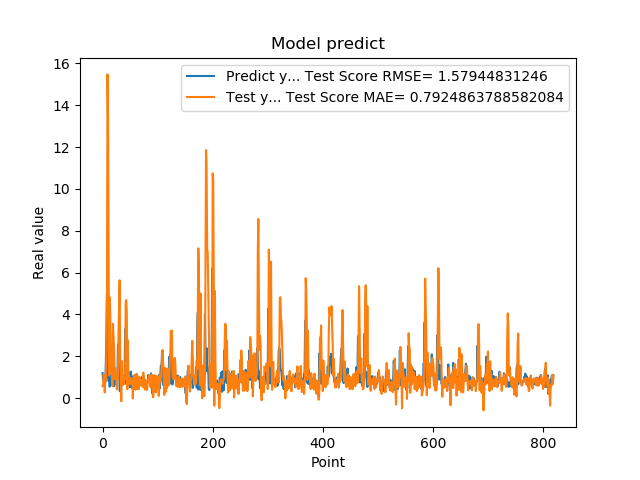 Model predict
Predict y... Test Score RMSE= 1.57944831246
Test y... Test Score MAE= 0.7924863788582084
16
14
12
10
8
6
4
2
0
Real value
0 200 400 600 800
Point